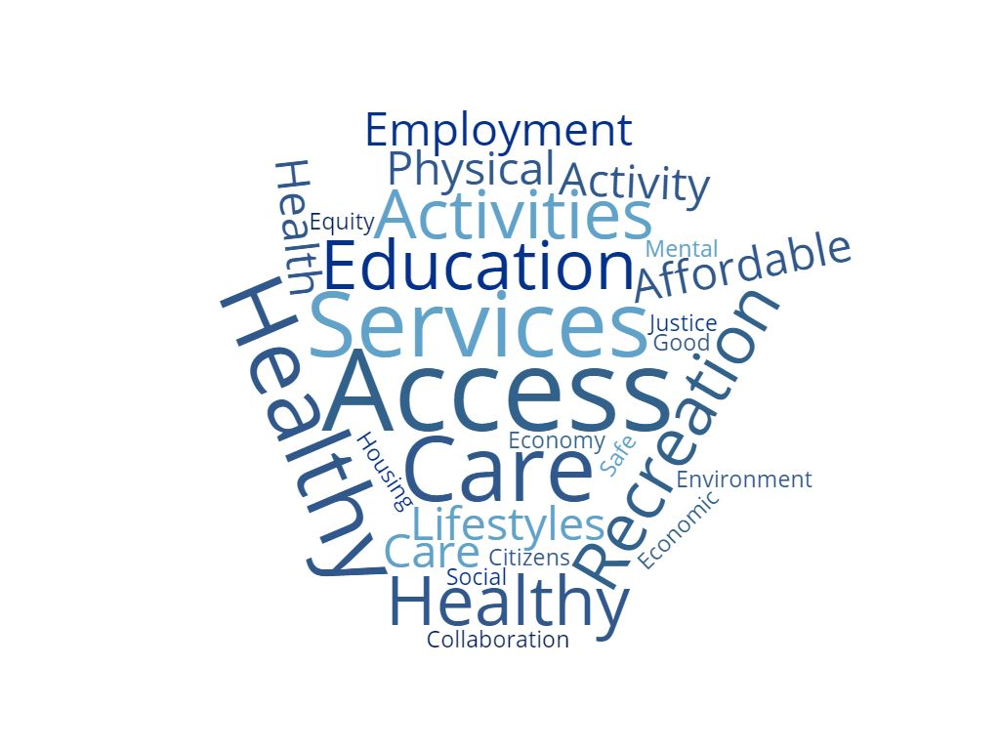 Employment
Physical
Activity
Health
Equity
Activities
Education
Mental
Affordable
Services
Justice
Good
Healthy
Access
Recreation
Housing
Care
Economy
Safe
Environment
Economic
Lifestyles
Care
Citizens
Social
Healthy
Collaboration